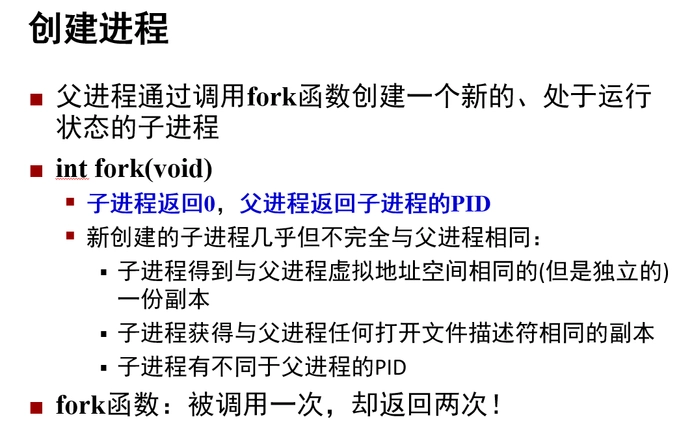 创建进程
父进程通过调用fork函数创建一个新的、处于运行
状态的子进程
int fork(void)
子进程返回0，父进程返回子进程的PID
新创建的子进程几乎但不完全与父进程相同：
子进程得到与父进程虚拟地址空间相同的(但是独立的)
一份副本
子进程获得与父进程任何打开文件描述符相同的副本
子进程有不同于父进程的PID
fork函数：被调用一次，却返回两次！